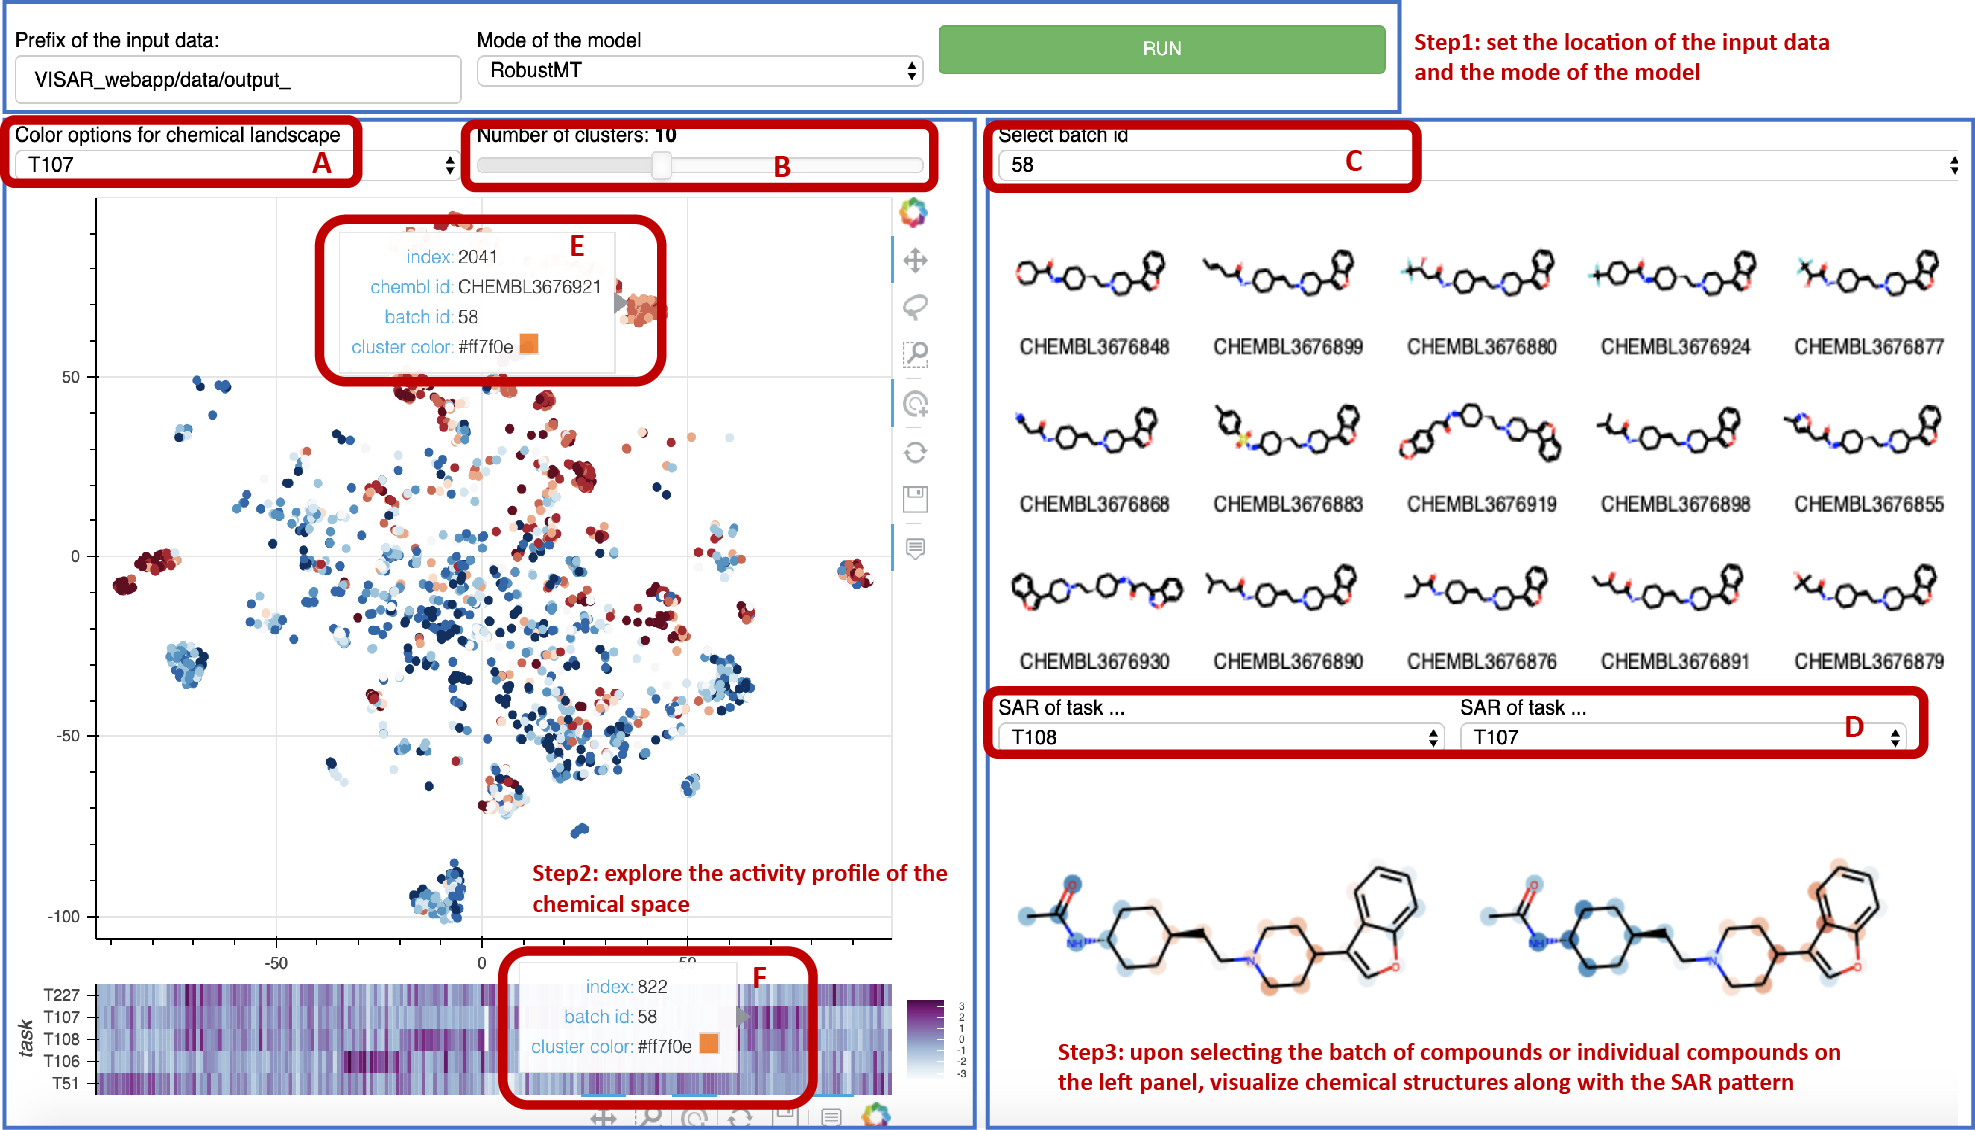 Prefix of the input data:
VISAR_webapp/data/output_
Mode of the model
RobustMT
RUN
Step1: set the location of the input data
and the mode of the model
Color options for chemical landscape
T107
A
Number of clusters: 10
B
Select batch id
58
C
E
index: 2041
chembl id: CHEMBL3676921
batch id: 58
cluster color: #ff7f0e
50
0
-50
-100
-50
0
50
Step2: explore the activity profile of the
chemical space
F
index: 822
batch id: 58
cluster color: #ff7f0e
task
T227
T107
T108
T106
T51
3
2
1
0
-1
-2
-3
CHEMBL3676848 CHEMBL3676899 CHEMBL3676880 CHEMBL3676924 CHEMBL3676877
CHEMBL3676868 CHEMBL3676883 CHEMBL3676919 CHEMBL3676898 CHEMBL3676855
CHEMBL3676930 CHEMBL3676890 CHEMBL3676876 CHEMBL3676891 CHEMBL3676879
SAR of task ...
T108
SAR of task ...
T107
D
O
NH
N
O
O
NH
N
O
Step3: upon selecting the batch of compounds or individual compounds on
the left panel, visualize chemical structures along with the SAR pattern